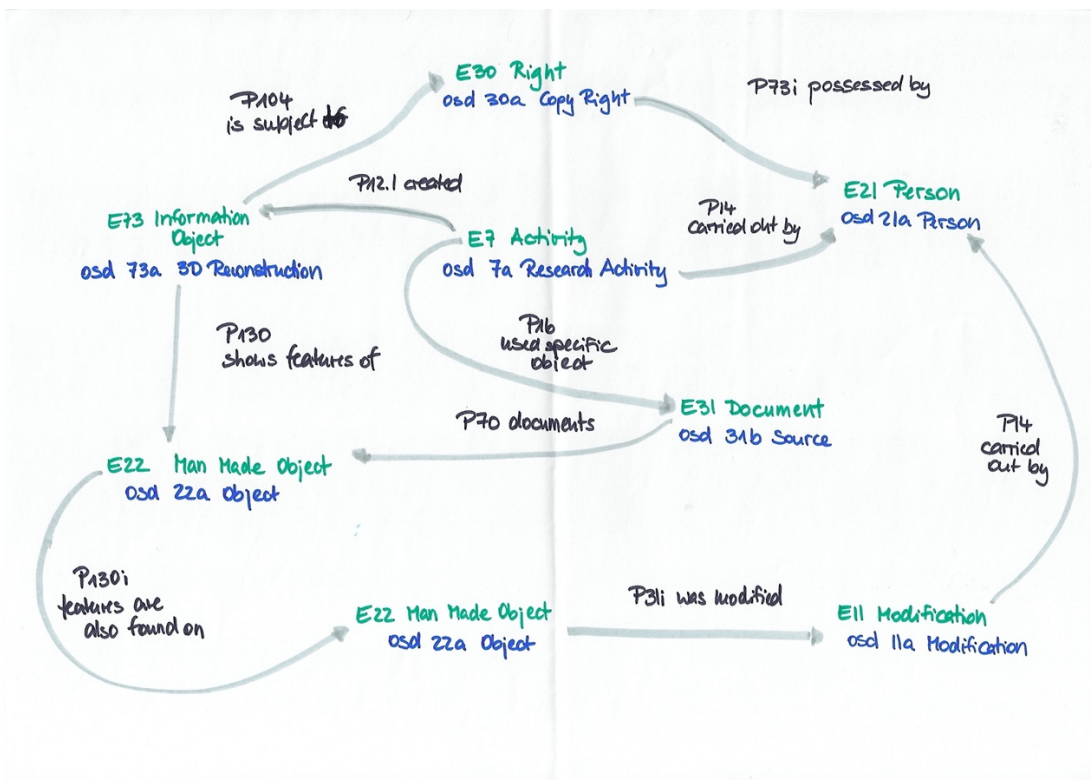 E30 Right
osd 30a Copy Right
P73i possessed by
P104
is subject to
P12.1 created
E21 Person
osd 21a Person
P14
carried out by
E73 Information
Object
osd 73a 3D Reconstruction
E7 Activity
osd 7a Research Activity
P130
shows features of
P16
used specific
object
E31 Document
osd 31b Source
P70 documents
P14
carried
out by
E22 Man Made Object
osd 22a Object
P130i
features are
also found on
E22 Man Made Object
osd 22a Object
P31i was modified
E11 Modification
osd 11a Modification